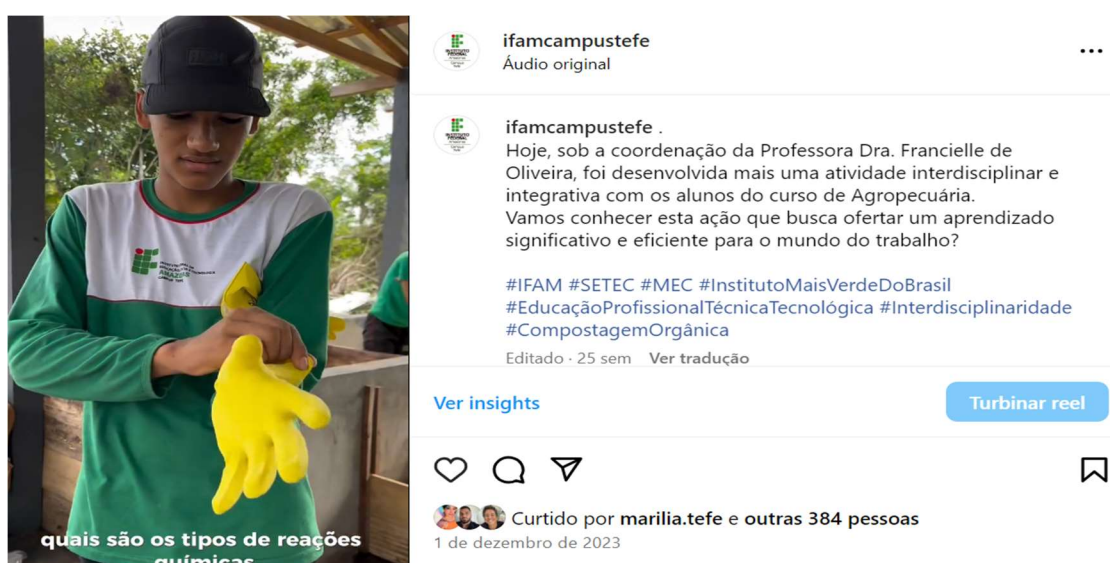 ifamcampustefe
Áudio original
ifamcampustefe .
Hoje, sob a coordenação da Professora Dra. Francielle de
Oliveira, foi desenvolvida mais uma atividade interdisciplinar e
integrativa com os alunos do curso de Agropecuária.
Vamos conhecer esta ação que busca ofertar um aprendizado
significativo e eficiente para o mundo do trabalho?
#IFAM #SETEC #MEC #InstitutoMaisVerdeDoBrasil
#EducaçãoProfissionalTécnicaTecnológica #Interdisciplinaridade
#CompostagemOrgânica
Editado · 25 sem Ver tradução
Ver insights
Turbinar reel
Curtido por marilia.tefe e outras 384 pessoas
1 de dezembro de 2023
quais são os tipos de reações
químicas